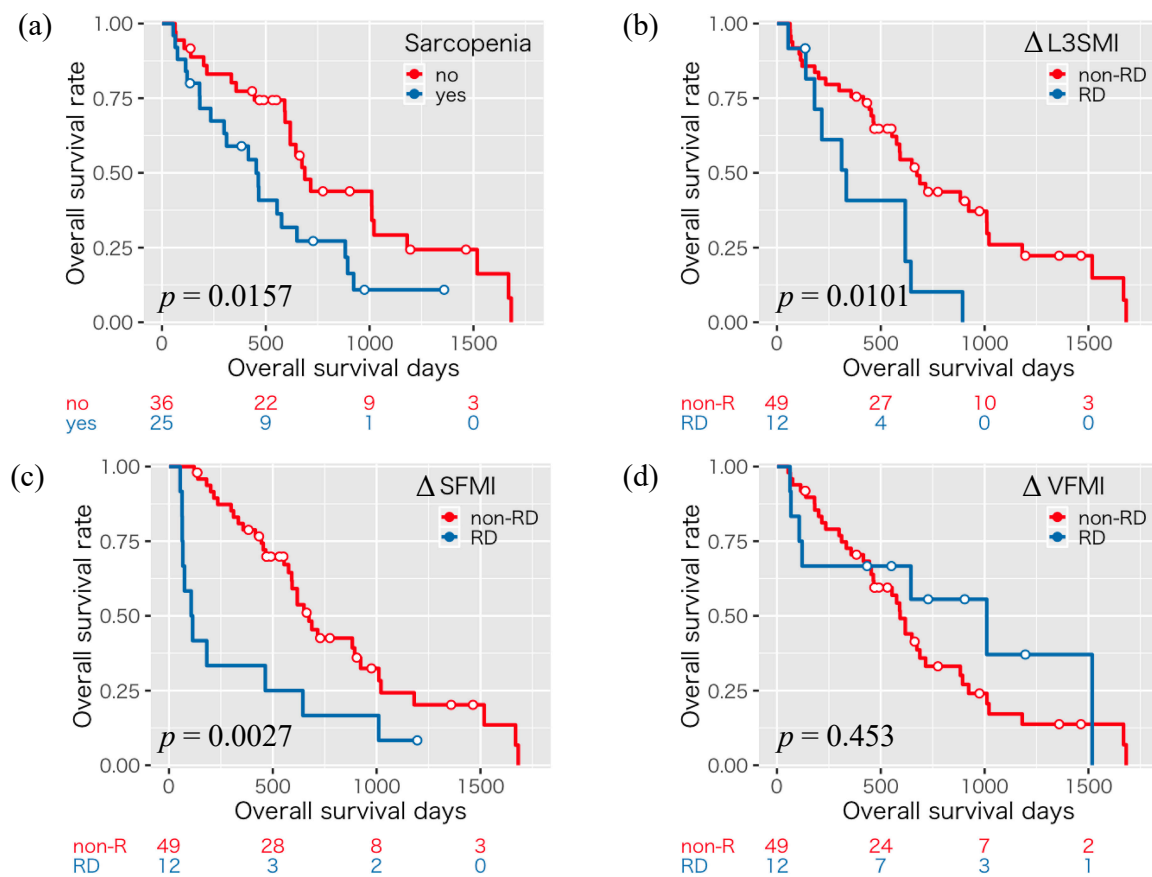 (a)
Sarcopenia
no
yes
Overall survival rate
1.00
0.75
0.50
0.25
0.00
p = 0.0157
0 500 1000 1500
Overall survival days
no 36 22 9 3
yes 25 9 1 0
(b)
Δ L3SMI
non-RD
RD
Overall survival rate
1.00
0.75
0.50
0.25
0.00
p = 0.0101
0 500 1000 1500
Overall survival days
non-R 49 27 10 3
RD 12 4 0 0
(c)
Δ SFMI
non-RD
RD
Overall survival rate
1.00
0.75
0.50
0.25
0.00
p = 0.0027
0 500 1000 1500
Overall survival days
non-R 49 28 8 3
RD 12 3 2 0
(d)
Δ VFMI
non-RD
RD
Overall survival rate
1.00
0.75
0.50
0.25
0.00
p = 0.453
0 500 1000 1500
Overall survival days
non-R 49 24 7 2
RD 12 7 3 1